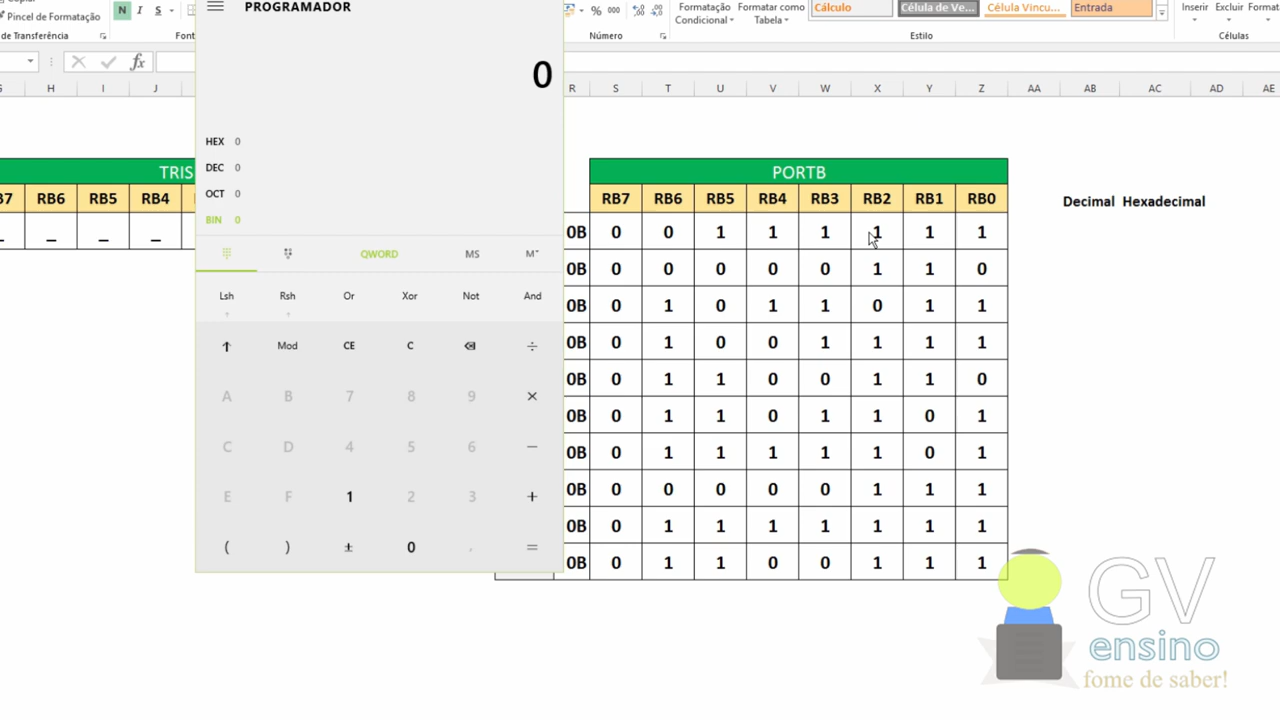 Pincel de Formatação
de Transferência
N I S
Font
PROGRAMADOR
0
HEX 0
DEC 0
OCT 0
BIN 0
QWORD MS M˅
Lsh Rsh Or Xor Not And
↑ Mod CE C ÷
A B 7 8 9 ×
C D 4 5 6 −
E F 1 2 3 +
( ) ± 0 , =
% 000
Número
Formatação Condicional
Formatar como Tabela
Cálculo
Célula de Ve...
Célula Vincu...
Entrada
Estilo
Inserir
Excluir
Format
Células
fx
H I J R S T U V W X Y Z AA AB AC AD AE
TRIS
RB6 RB5 RB4
_ _ _ _
PORTB
RB7 RB6 RB5 RB4 RB3 RB2 RB1 RB0
0B 0 0 1 1 1 1 1 1
0B 0 0 0 0 0 1 1 0
0B 0 1 0 1 1 0 1 1
0B 0 1 0 0 1 1 1 1
0B 0 1 1 0 0 1 1 0
0B 0 1 1 0 1 1 0 1
0B 0 1 1 1 1 1 0 1
0B 0 0 0 0 0 1 1 1
0B 0 1 1 1 1 1 1 1
0B 0 1 1 0 0 1 1 1
Decimal Hexadecimal
GV
ensino
fome de saber!